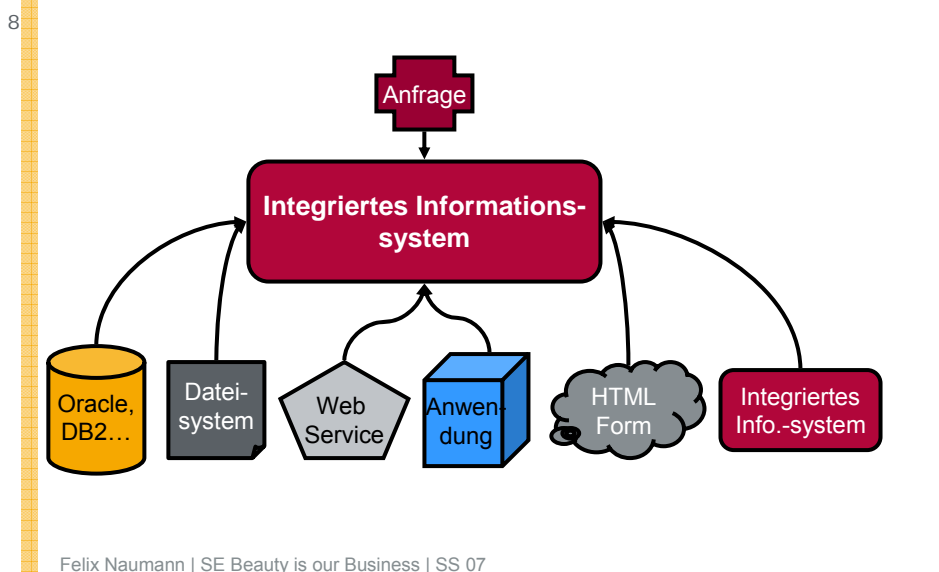 8
Anfrage
Integriertes Informations-
system
Oracle,
DB2…
Datei-
system
Web
Service
Anwen-
dung
HTML
Form
Integriertes
Info.-system
Felix Naumann | SE Beauty is our Business | SS 07